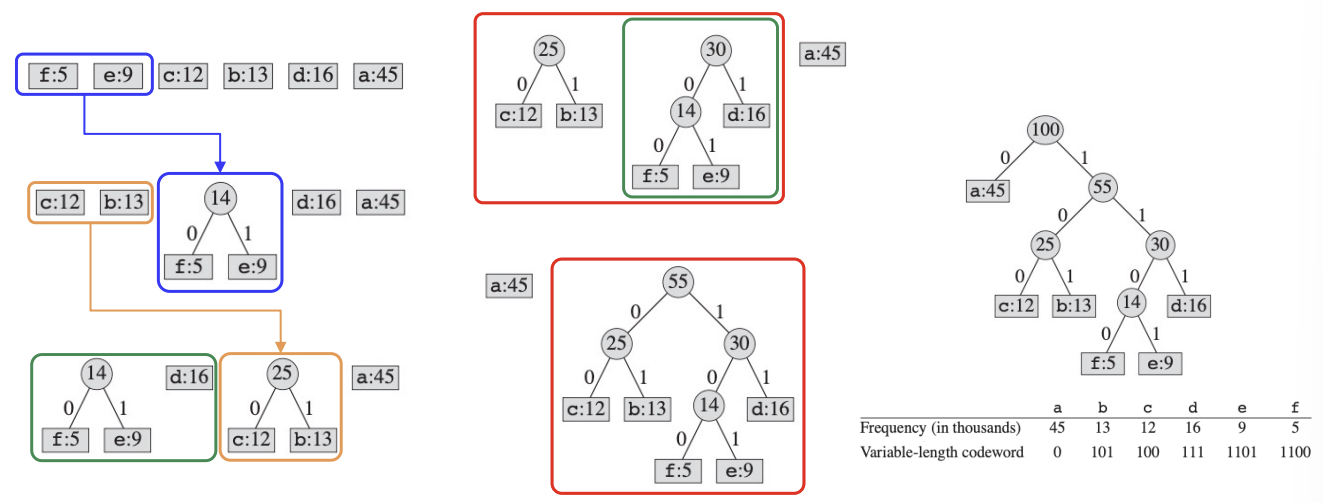 f:5 e:9 c:12 b:13 d:16 a:45
c:12 b:13 14 d:16 a:45
0 1
f:5 e:9
14 d:16 25 a:45
0 1 0 1
f:5 e:9 c:12 b:13
25 30 a:45
0 1 0 1
c:12 b:13 14 d:16
0 1
f:5 e:9
a:45 55
0 1
25 30
0 1 0 1
c:12 b:13 14 d:16
0 1
f:5 e:9
100
0 1
a:45 55
0 1
25 30
0 1 0 1
c:12 b:13 14 d:16
0 1
f:5 e:9
a b c d e f
Frequency (in thousands) 45 13 12 16 9 5
Variable-length codeword 0 101 100 111 1101 1100